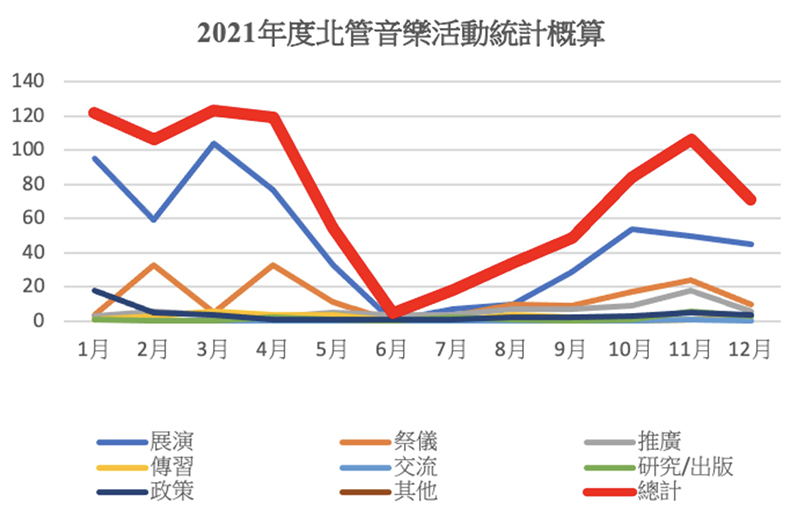 2021年度北管音樂活動統計概算
140
120
100
80
60
40
20
0
1月 2月 3月 4月 5月 6月 7月 8月 9月 10月 11月 12月
展演 祭儀 推廣
傳習 交流 研究/出版
政策 其他 總計